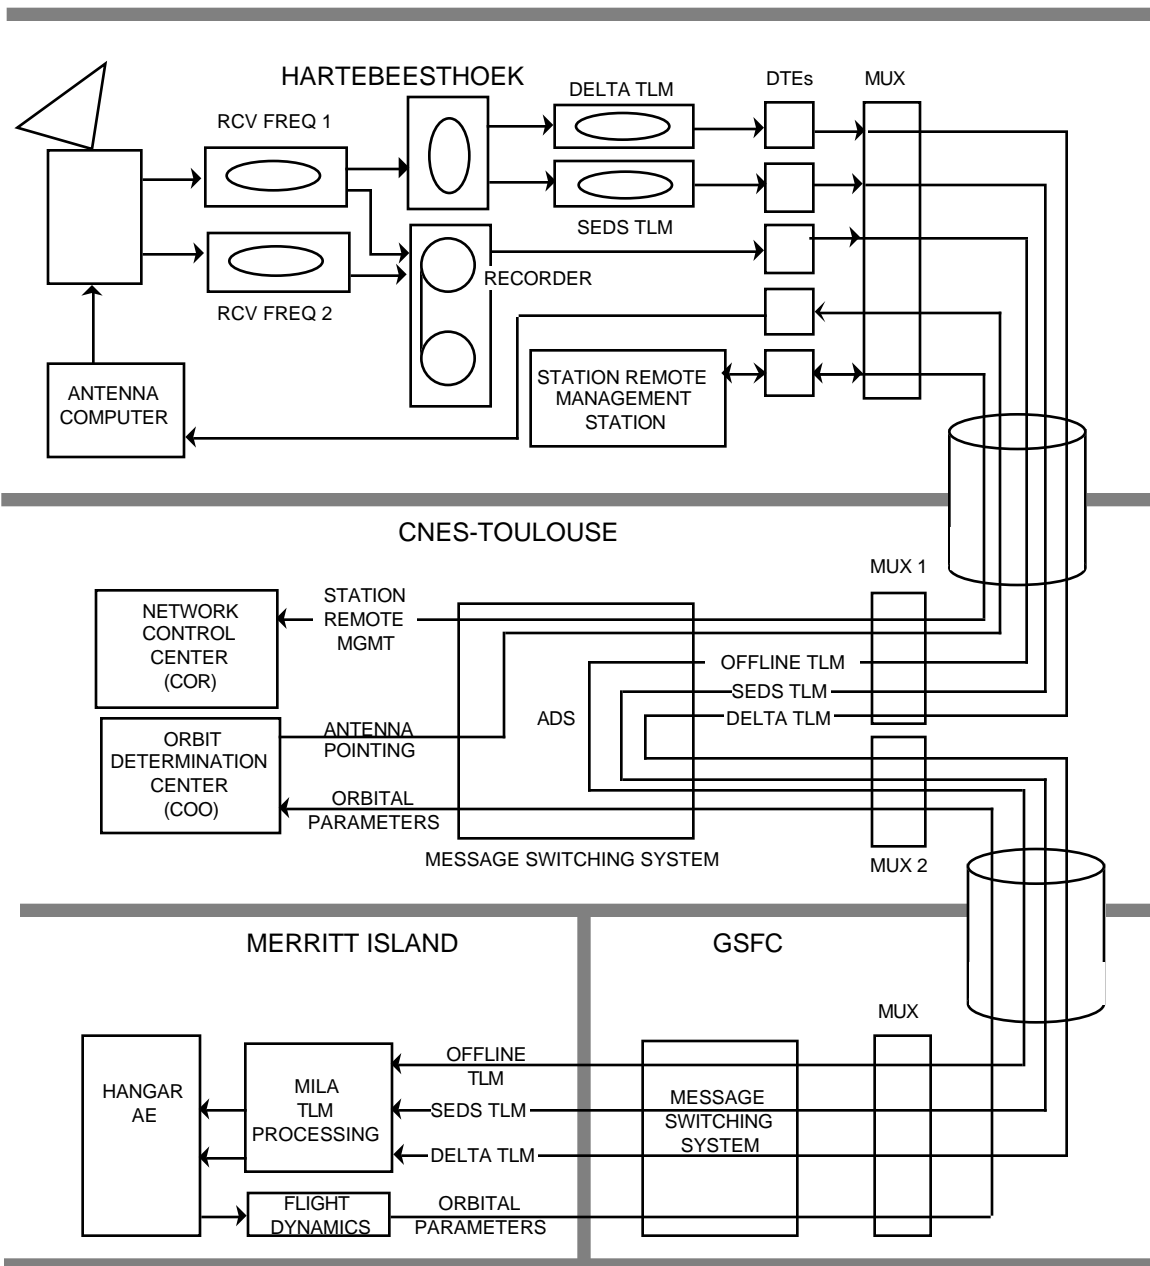 HARTEBEESTHOEK
DELTA TLM
DTEs
MUX
RCV FREQ 1
SEDS TLM
RECORDER
RCV FREQ 2
ANTENNA
COMPUTER
STATION REMOTE
MANAGEMENT
STATION
CNES-TOULOUSE
MUX 1
NETWORK
CONTROL
CENTER
(COR)
STATION
REMOTE
MGMT
OFFLINE TLM
SEDS TLM
DELTA TLM
ADS
ORBIT
DETERMINATION
CENTER
(COO)
ANTENNA
POINTING
ORBITAL
PARAMETERS
MESSAGE SWITCHING SYSTEM
MUX 2
MERRITT ISLAND
GSFC
MUX
HANGAR
AE
MILA
TLM
PROCESSING
OFFLINE
TLM
SEDS TLM
DELTA TLM
MESSAGE
SWITCHING
SYSTEM
FLIGHT
DYNAMICS
ORBITAL
PARAMETERS